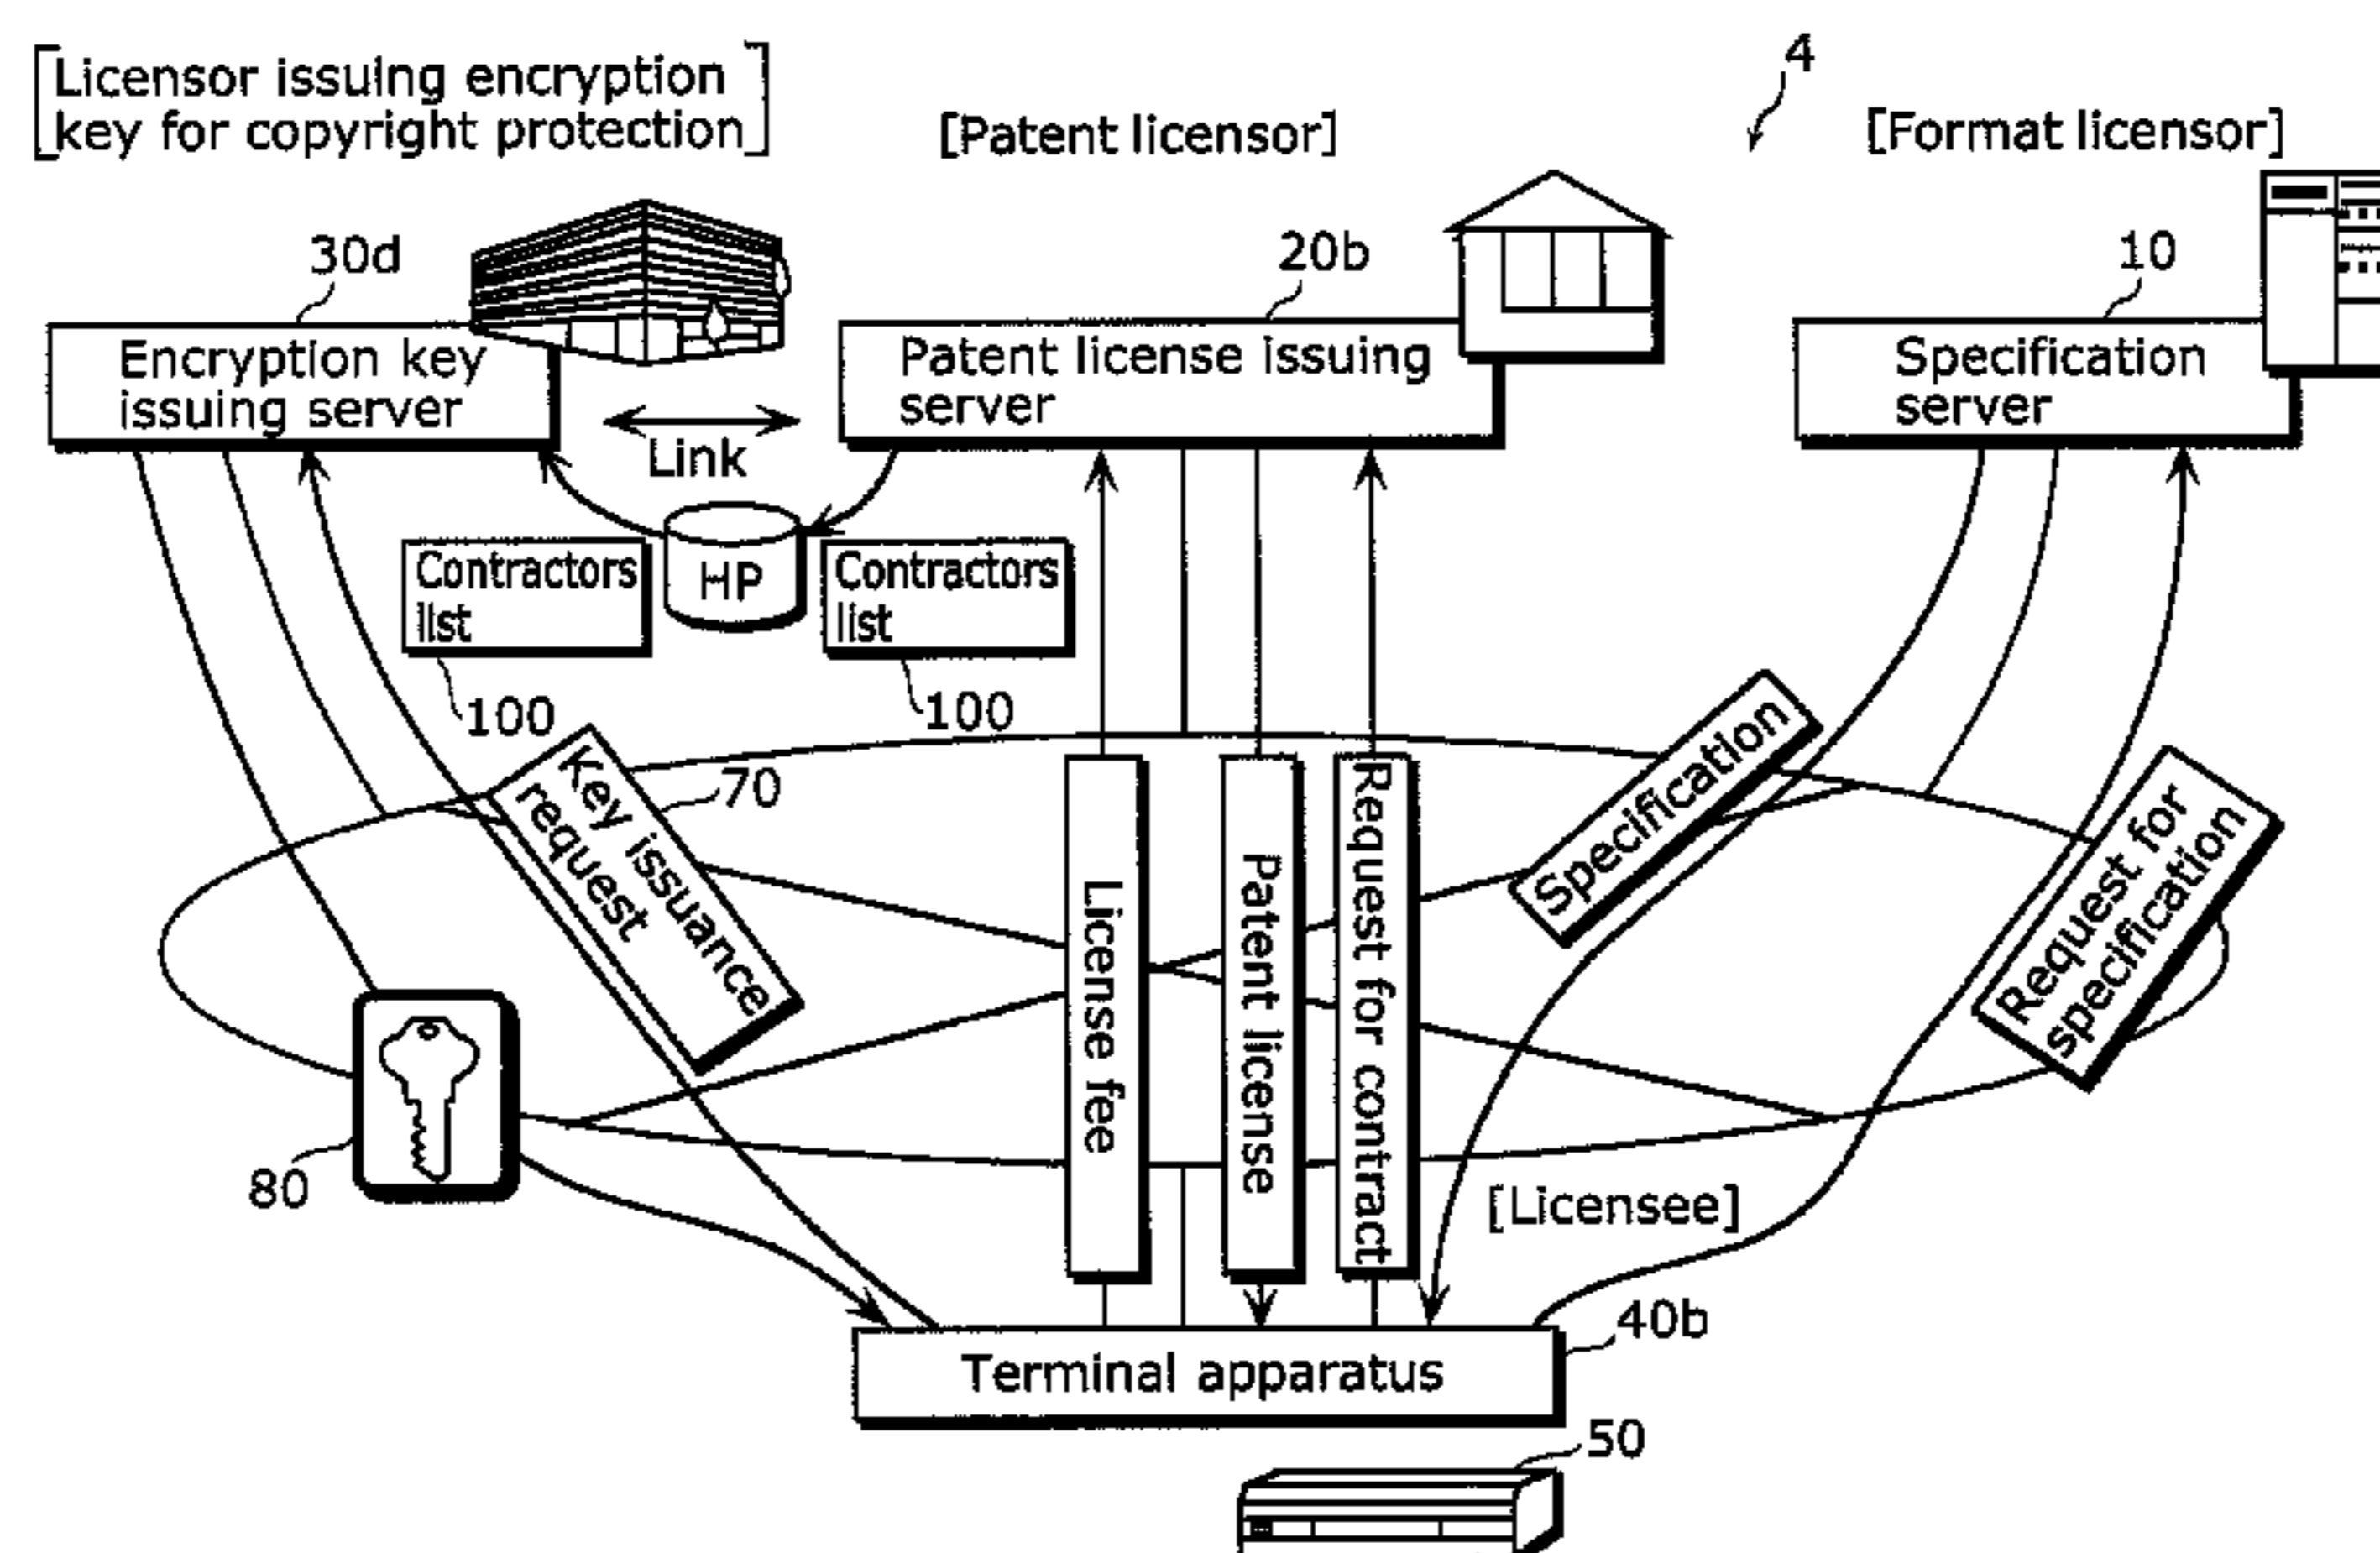 Licensor issuing encryption
key for copyright protection
[Patent licensor]
4
[Format licensor]
30d
20b
10
Encryption key
issuing server
Patent license issuing
server
Specification
server
Link
HP
Contractors
list
100
Contractors
list
100
Key issuance
request
70
License fee
Patent license
Request for contract
Specification
Request for
specification
80
[Licensee]
40b
Terminal apparatus
50